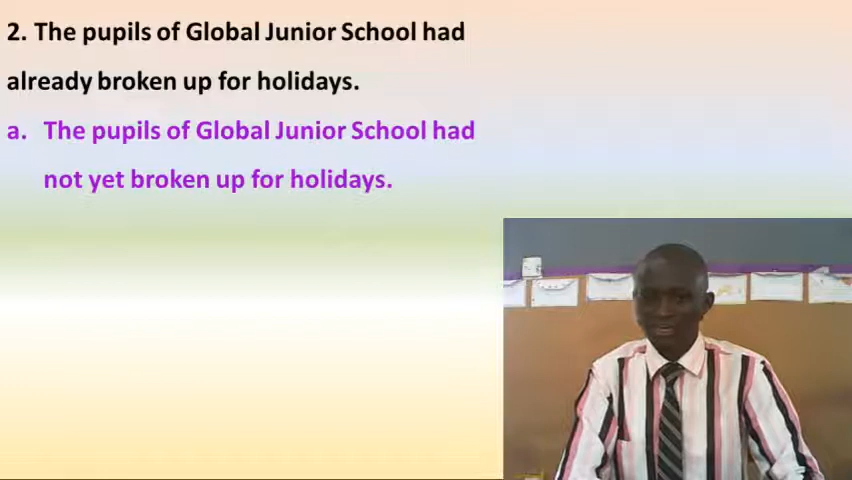 2. The pupils of Global Junior School had
already broken up for holidays.
a. The pupils of Global Junior School had
not yet broken up for holidays.